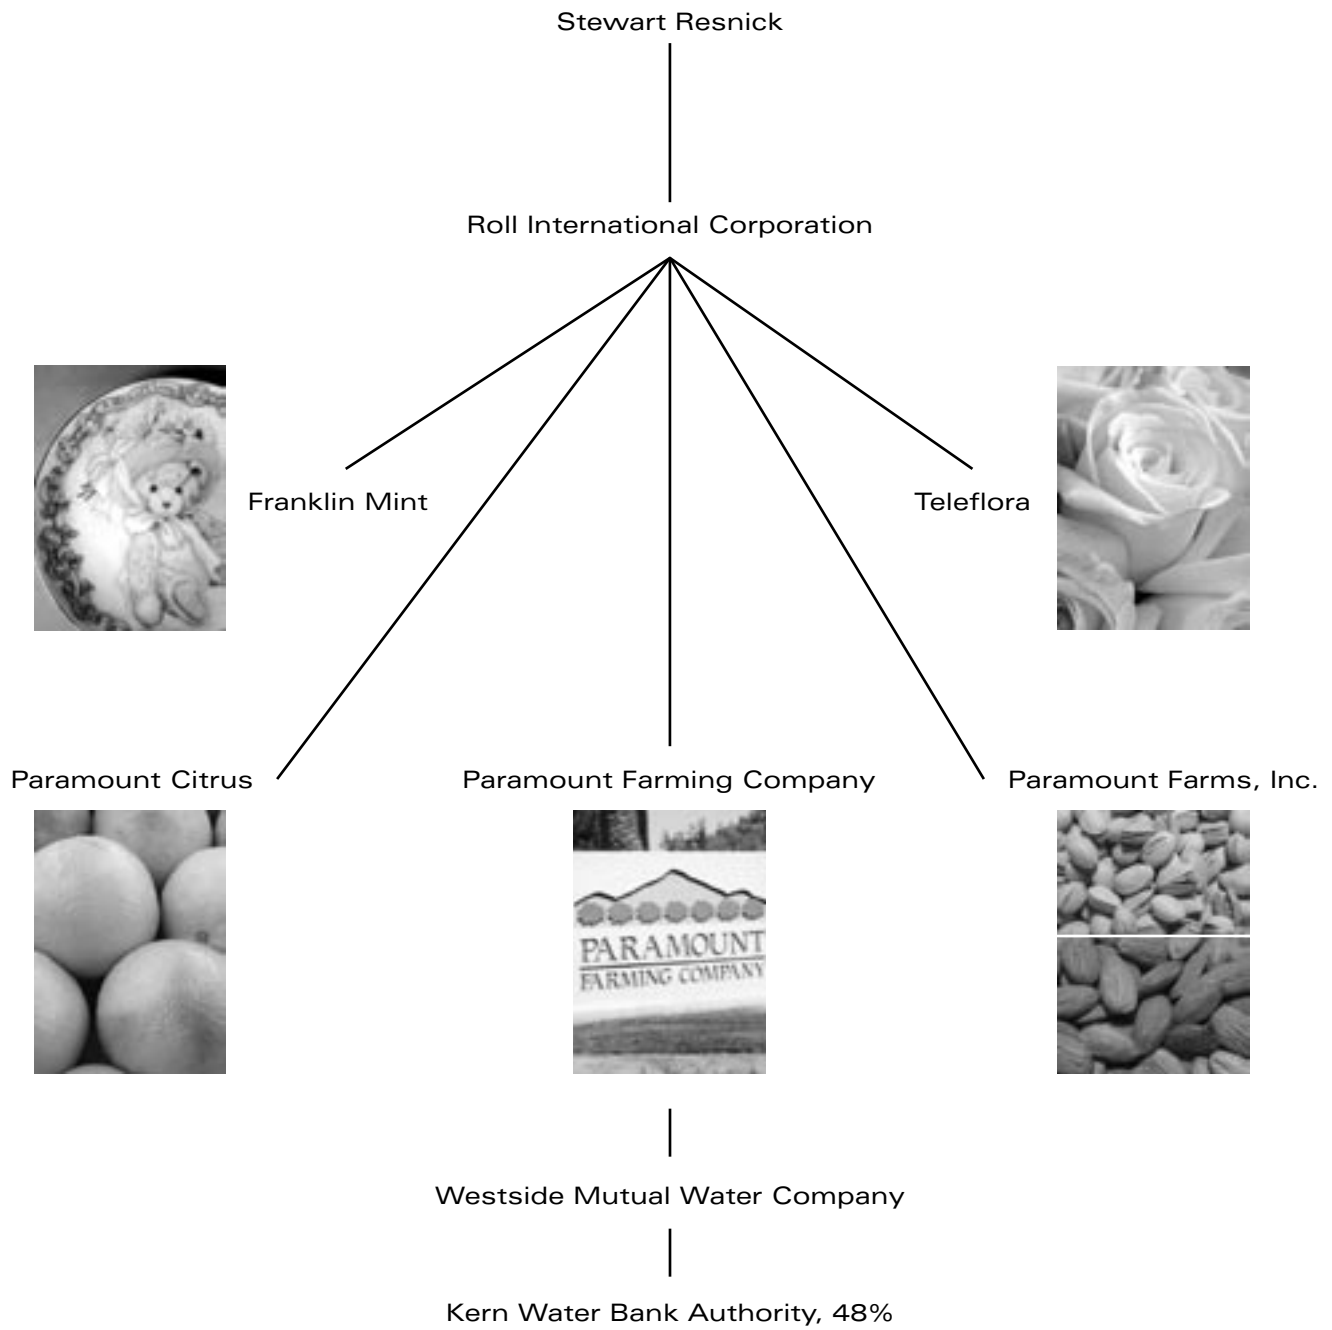 Stewart Resnick
Roll International Corporation
Franklin Mint
Teleflora
Paramount Citrus
Paramount Farming Company
Paramount Farms, Inc.
PARAMOUNT
FARMING COMPANY
Westside Mutual Water Company
Kern Water Bank Authority, 48%